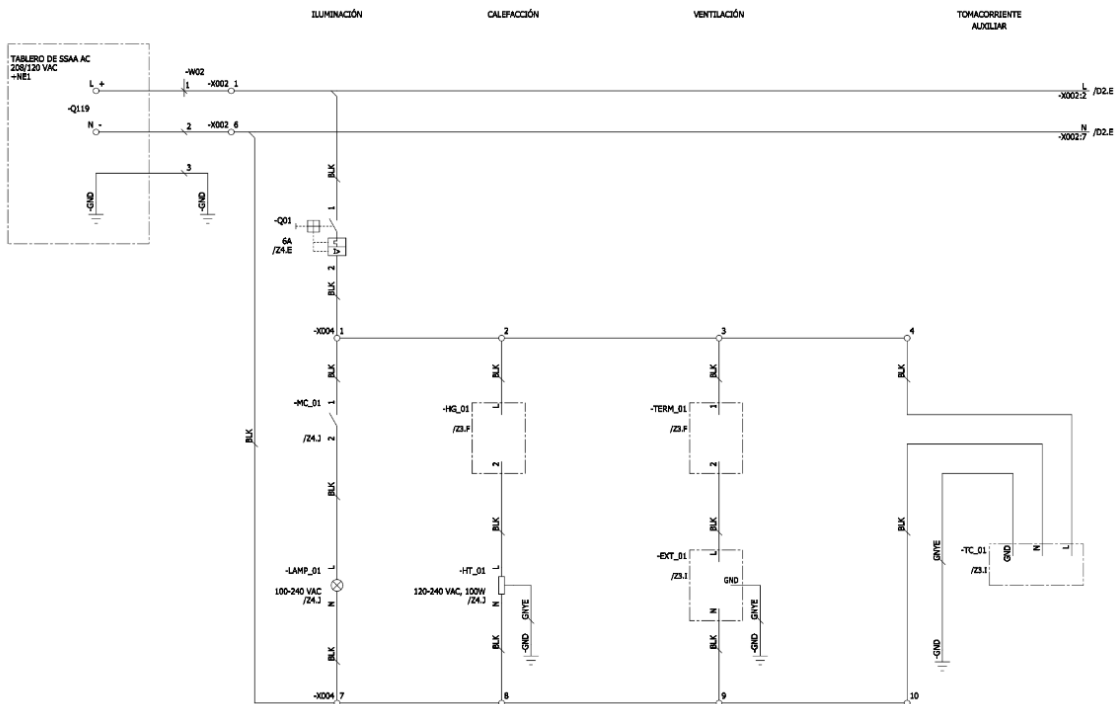 ILUMINACIÓN
CALEFACCIÓN
VENTILACIÓN
TOMACORRIENTE
AUXILIAR
TABLERO DE SSAA AC
208/120 VAC
+NE1
L +
-Q119
N -
-W02
1
2
3
-X002 1
-X002 6
L
-X002:2 /D2.E
N
-X002:7 /D2.E
-GND
-GND
BLK
1
-Q01
6A
/Z4.E
2
BLK
-X004 1
2
3
4
BLK
BLK
BLK
BLK
-MC_01 1
/Z4.J 2
-HG_01 L
/Z3.F
2
-TERM_01 1
/Z3.F
2
BLK
BLK
BLK
BLK
BLK
GNYE
-TC_01 GND N L
/Z3.I
-LAMP_01 L
100-240 VAC
/Z4.J N
-HT_01 L
120-240 VAC, 100W
/Z4.J N
GNYE
-GND
-EXT_01 L
/Z3.I
GND
N
GNYE
-GND
-GND
BLK
BLK
BLK
-X004 7
8
9
10